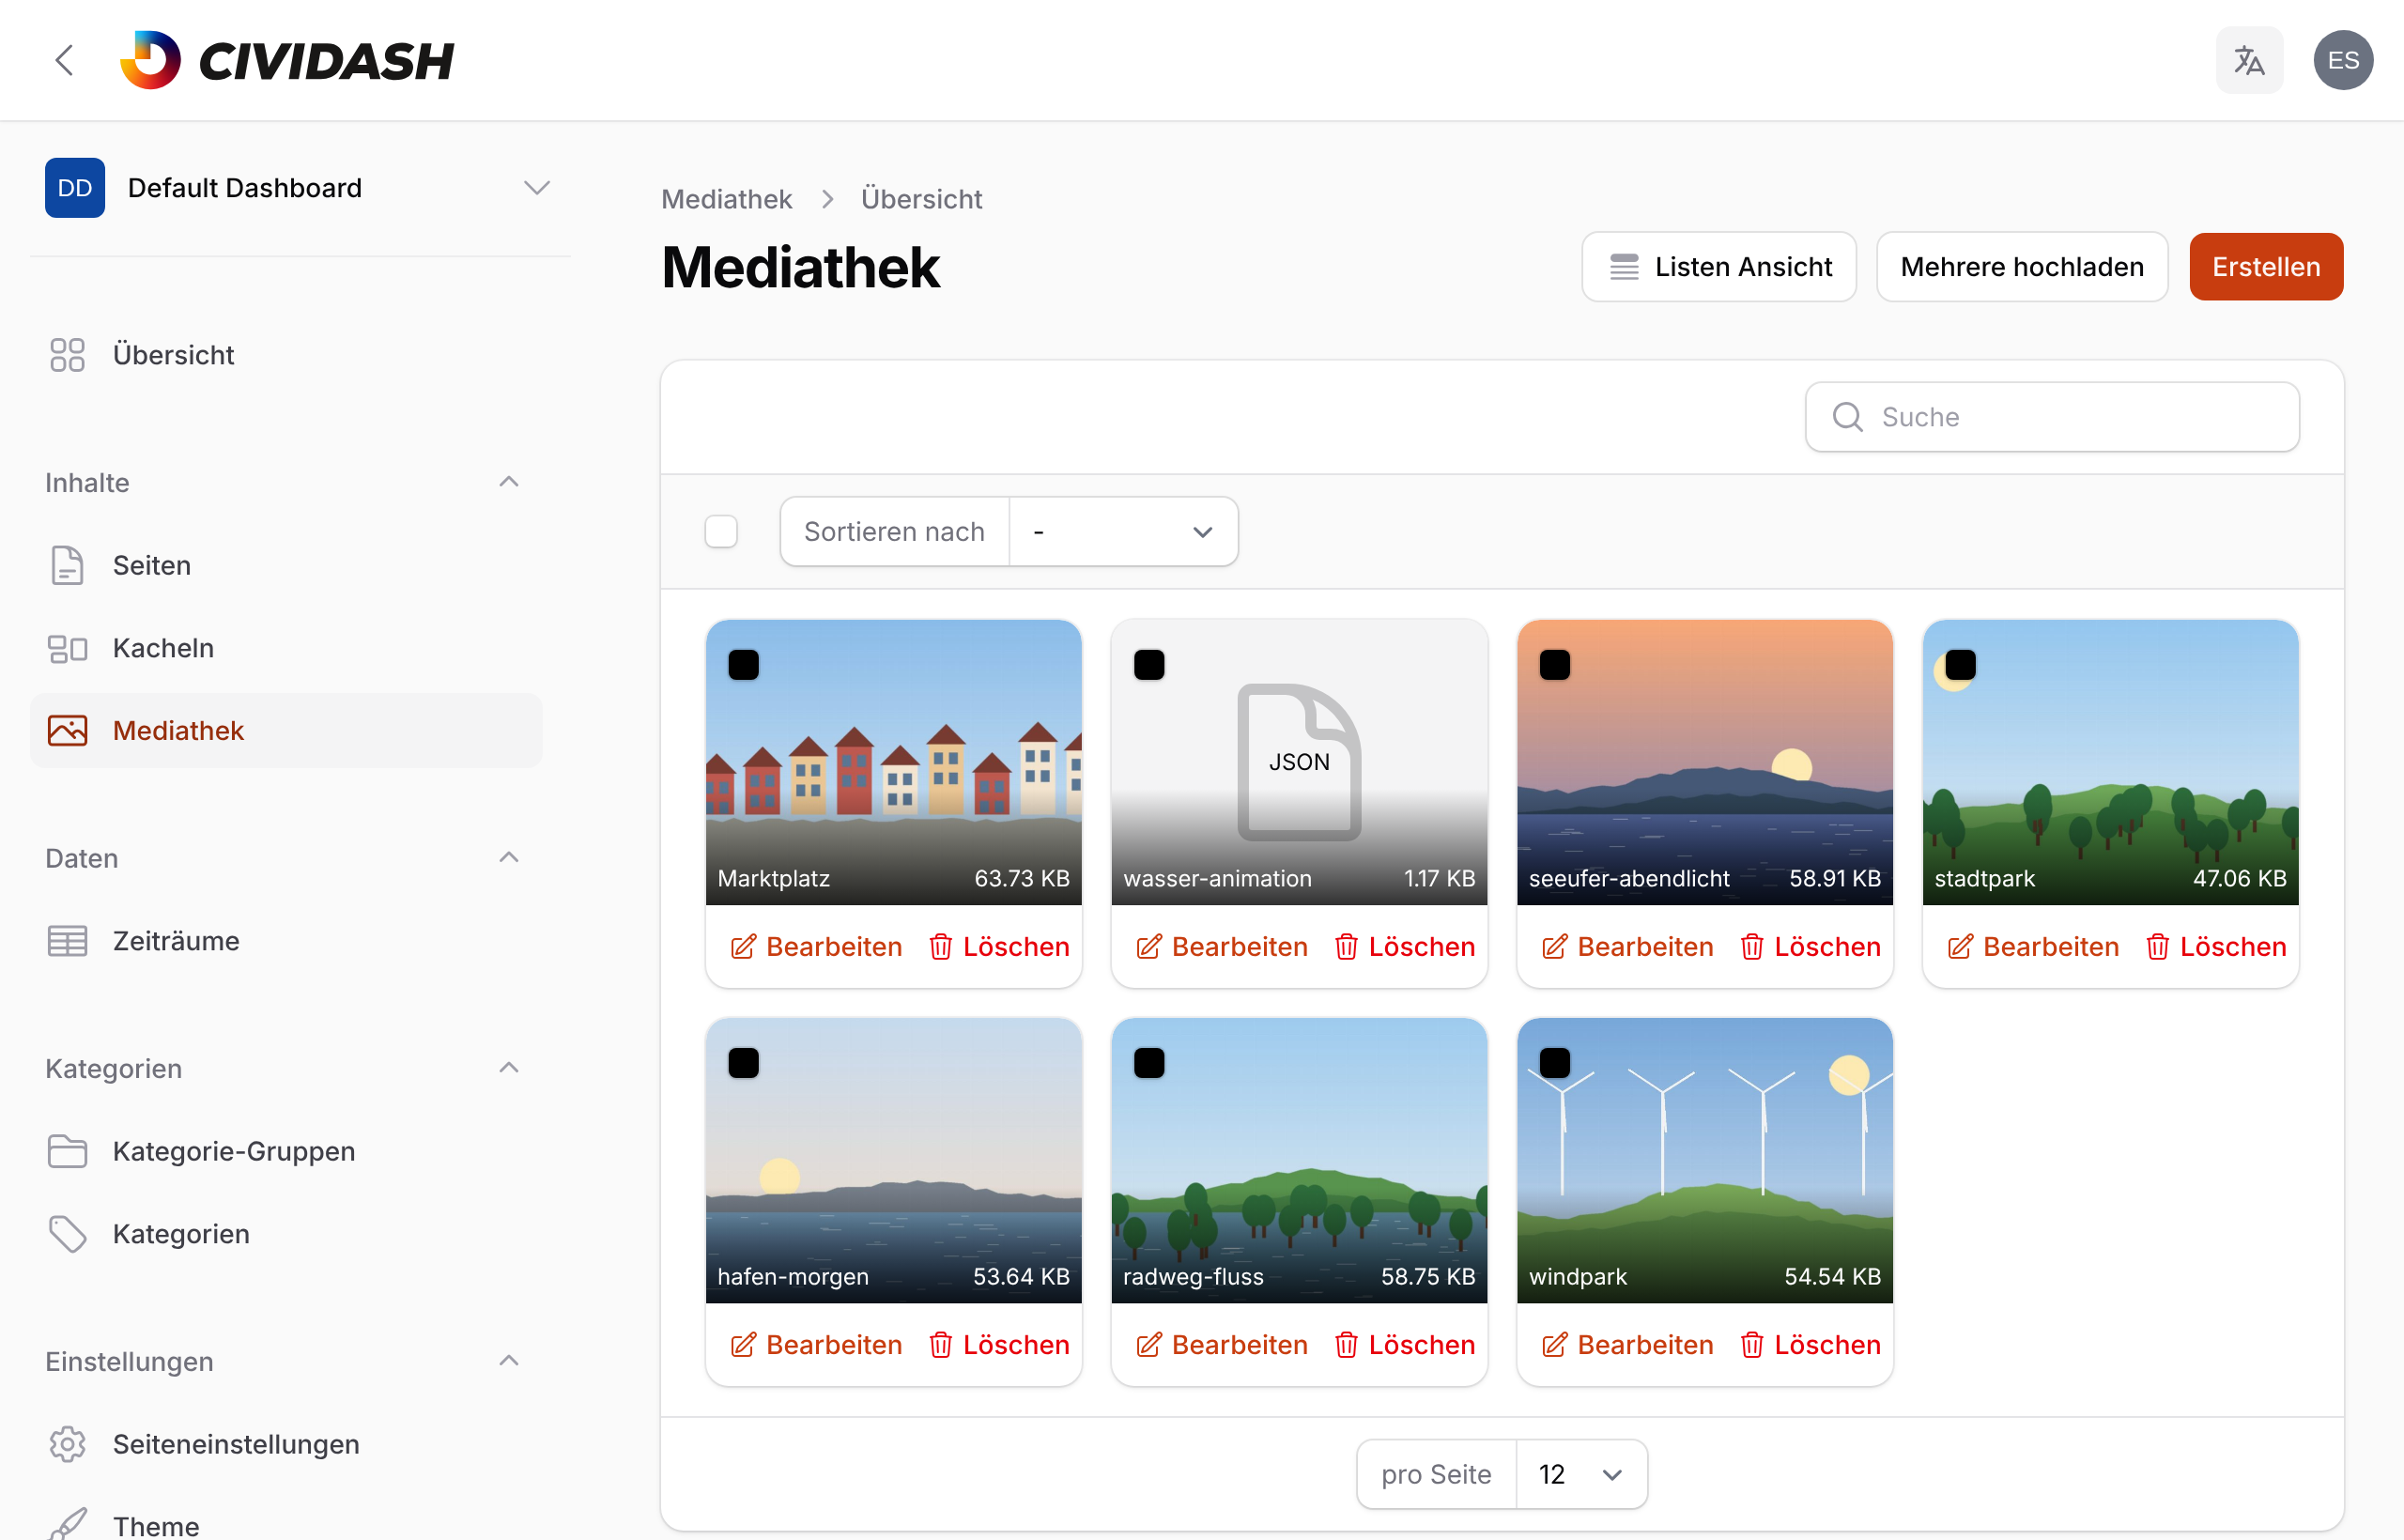 CIVIDASH
ES
DD Default Dashboard
Übersicht
Inhalte
Seiten
Kacheln
Mediathek
Daten
Zeiträume
Kategorien
Kategorie-Gruppen
Kategorien
Einstellungen
Seiteneinstellungen
Theme
Mediathek > Übersicht
Mediathek
Listen Ansicht
Mehrere hochladen
Erstellen
Suche
Sortieren nach -
JSON
Marktplatz 63.73 KB
wasser-animation 1.17 KB
seeufer-abendlicht 58.91 KB
stadtpark 47.06 KB
Bearbeiten Löschen
Bearbeiten Löschen
Bearbeiten Löschen
Bearbeiten Löschen
hafen-morgen 53.64 KB
radweg-fluss 58.75 KB
windpark 54.54 KB
Bearbeiten Löschen
Bearbeiten Löschen
Bearbeiten Löschen
pro Seite 12